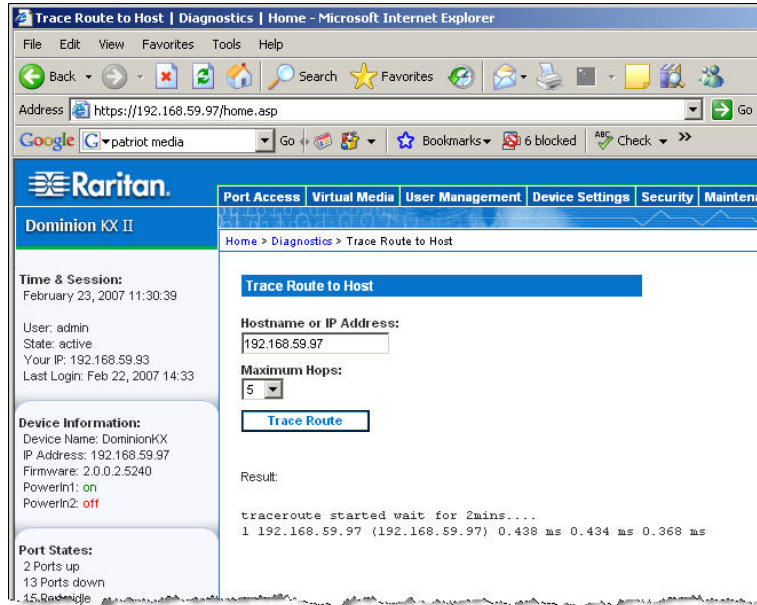 Trace Route to Host | Diagnostics | Home - Microsoft Internet Explorer
File Edit View Favorites Tools Help
Back Search Favorites
Address https://192.168.59.97/home.asp Go
Google G patriot media Go Bookmarks 6 blocked ABC Check »
Raritan.
Port Access Virtual Media User Management Device Settings Security Mainten
Dominion KX II
Home > Diagnostics > Trace Route to Host
Time & Session:
February 23, 2007 11:30:39
User: admin
State: active
Your IP: 192.168.59.93
Last Login: Feb 22, 2007 14:33
Device Information:
Device Name: DominionKX
IP Address: 192.168.59.97
Firmware: 2.0.0.2.5240
PowerIn1: on
PowerIn2: off
Port States:
2 Ports up
13 Ports down
Trace Route to Host
Hostname or IP Address:
192.168.59.97
Maximum Hops:
5
Trace Route
Result:
traceroute started wait for 2mins....
1 192.168.59.97 (192.168.59.97) 0.438 ms 0.434 ms 0.368 ms